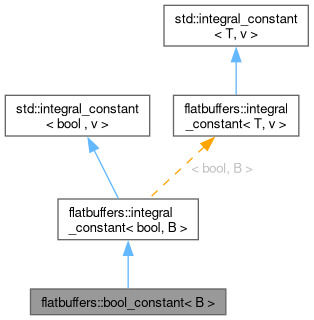 std::integral_constant
< T, v >
std::integral_constant
< bool , v >
flatbuffers::integral
_constant< T, v >
< bool, B >
flatbuffers::integral
_constant< bool, B >
flatbuffers::bool_constant< B >